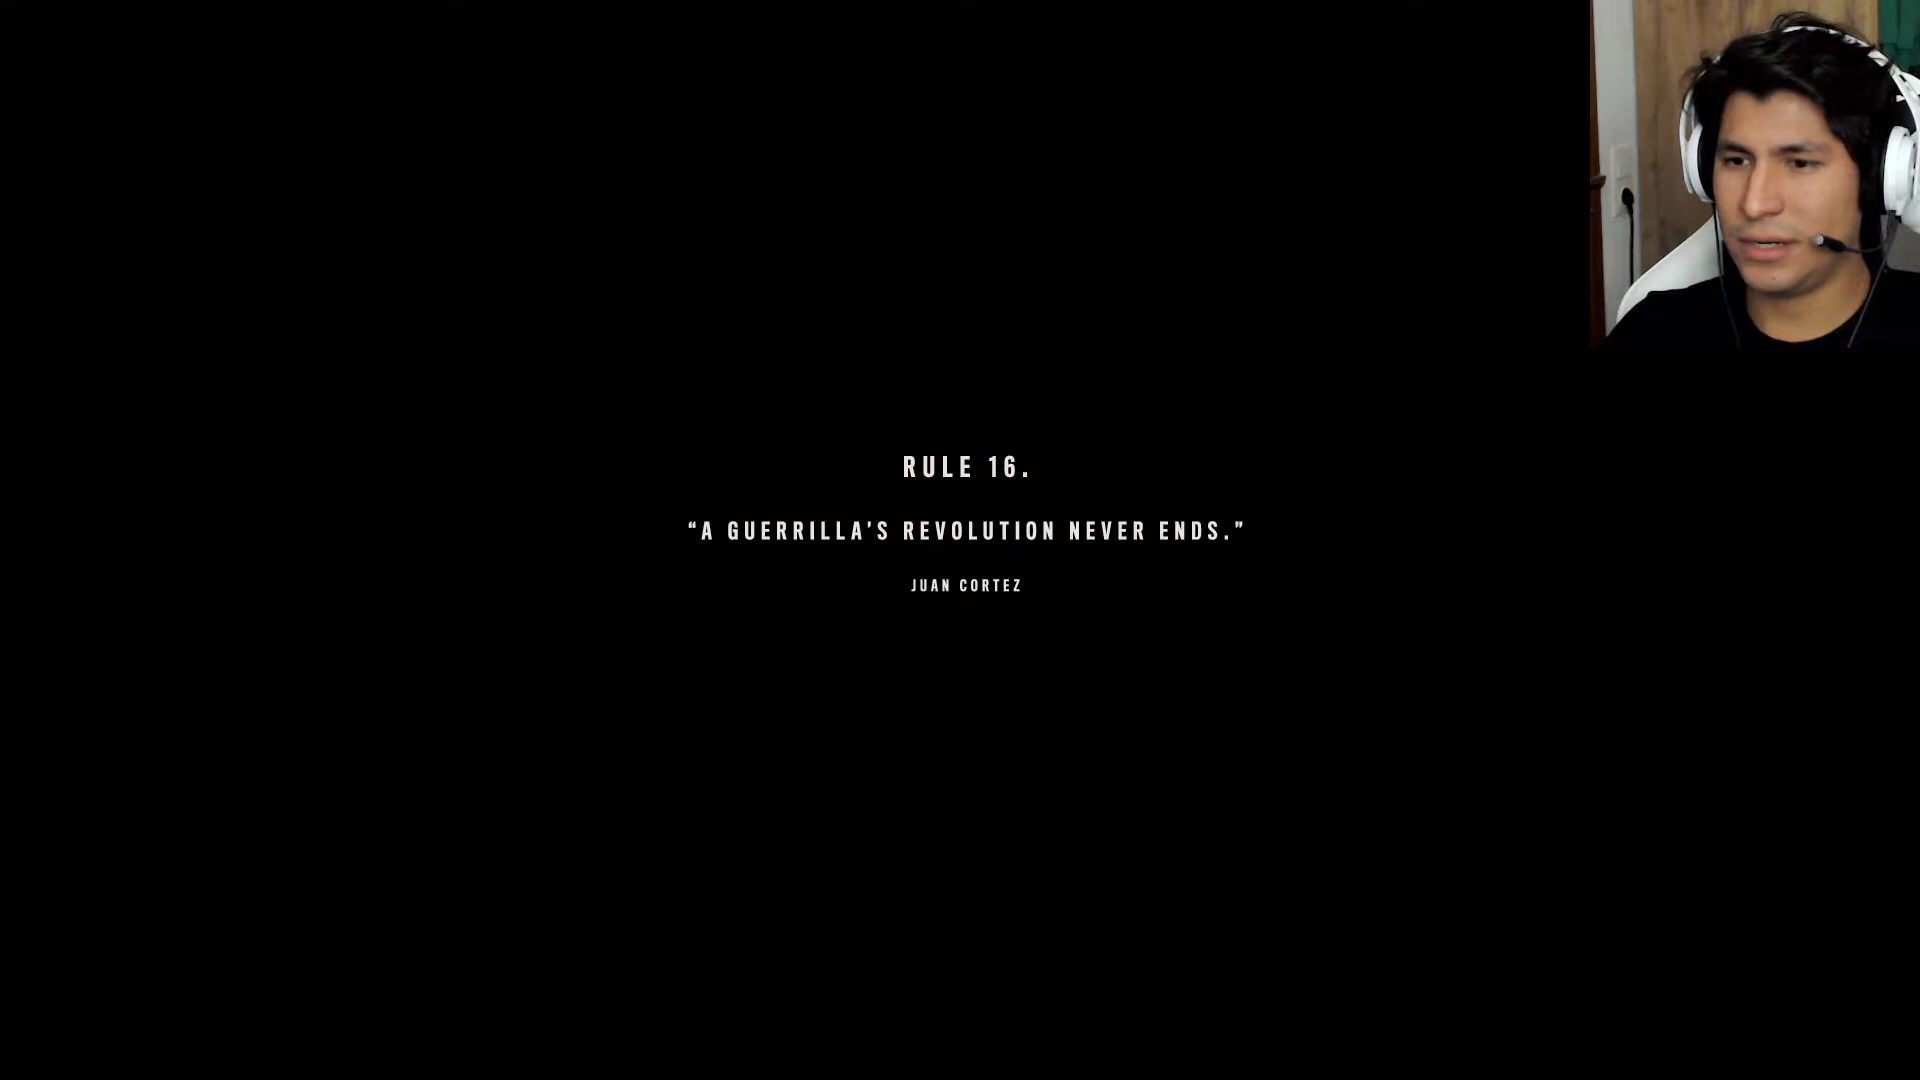 RULE 16.
“A GUERRILLA’S REVOLUTION NEVER ENDS.”
JUAN CORTEZ